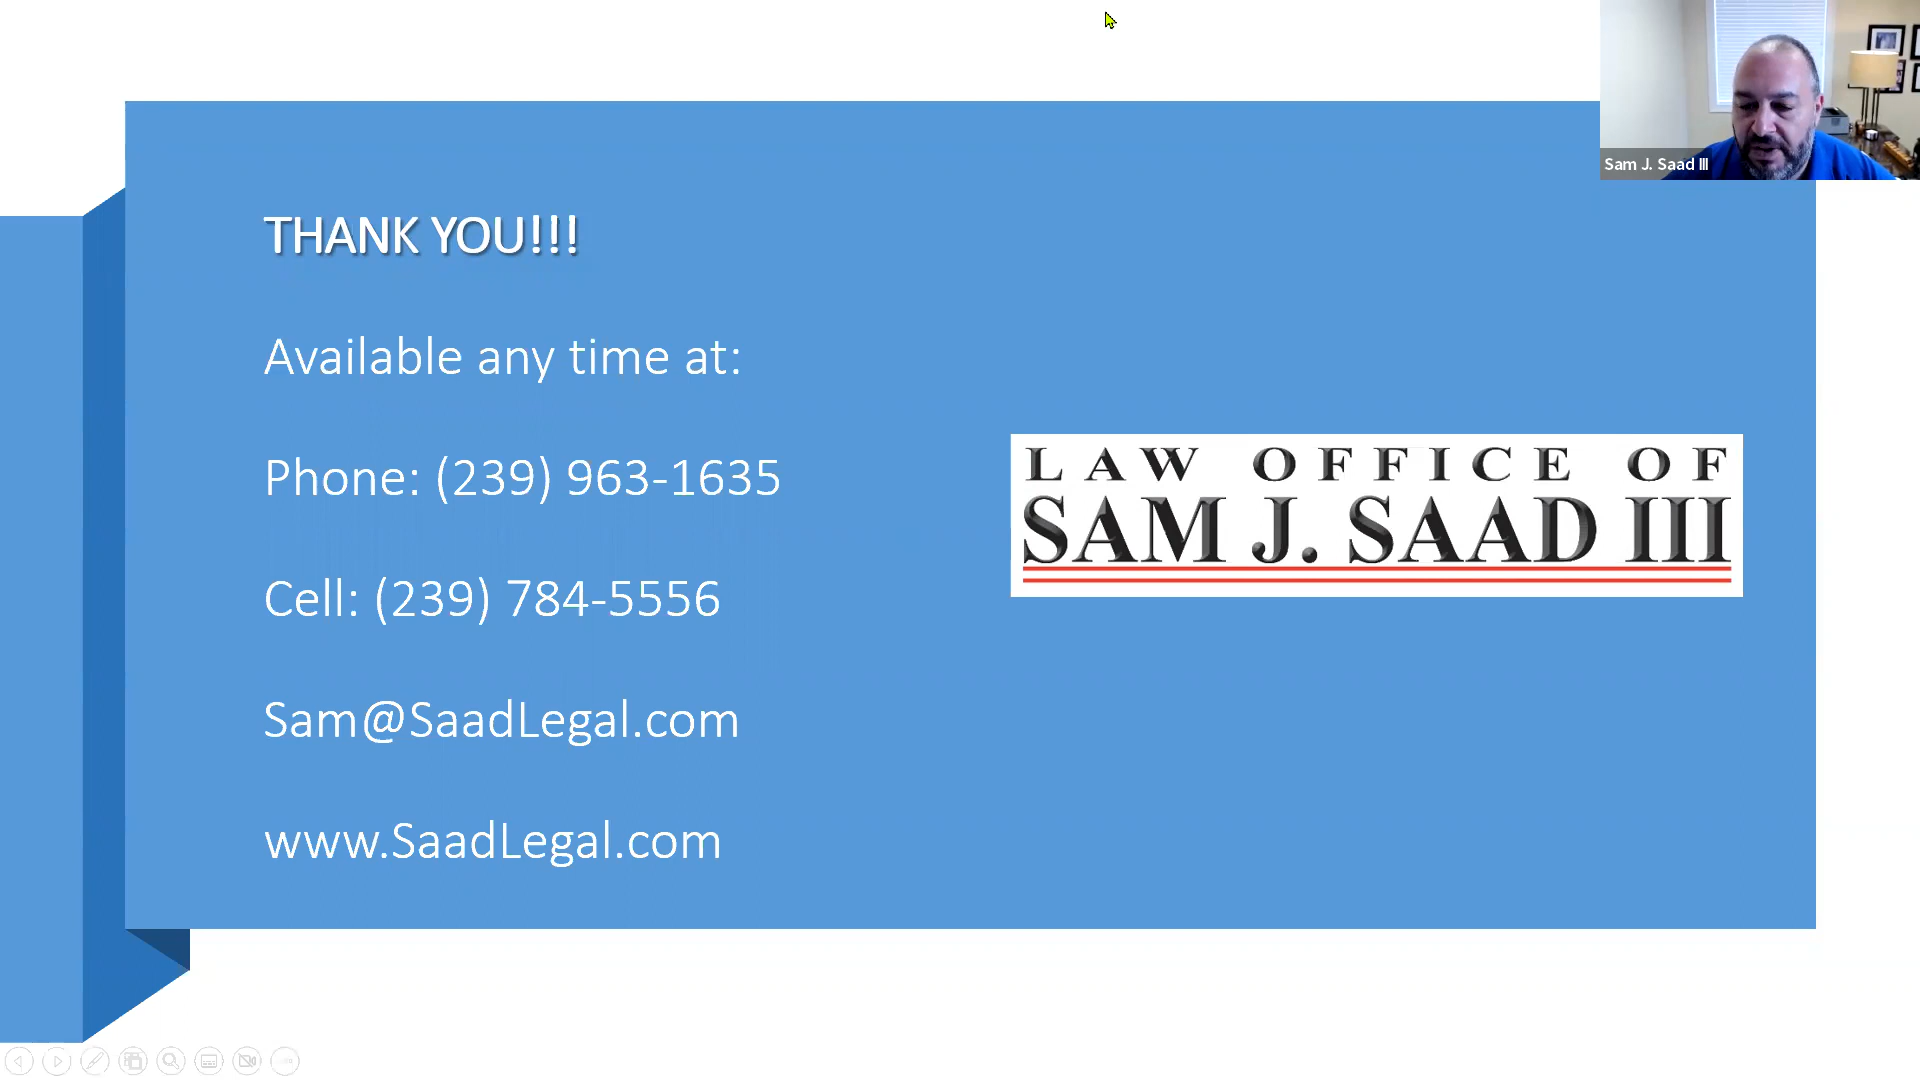 Sam J. Saad III
THANK YOU!!!
Available any time at:
Phone: (239) 963-1635
Cell: (239) 784-5556
Sam@SaadLegal.com
www.SaadLegal.com
LAW OFFICE OF
SAM J. SAAD III